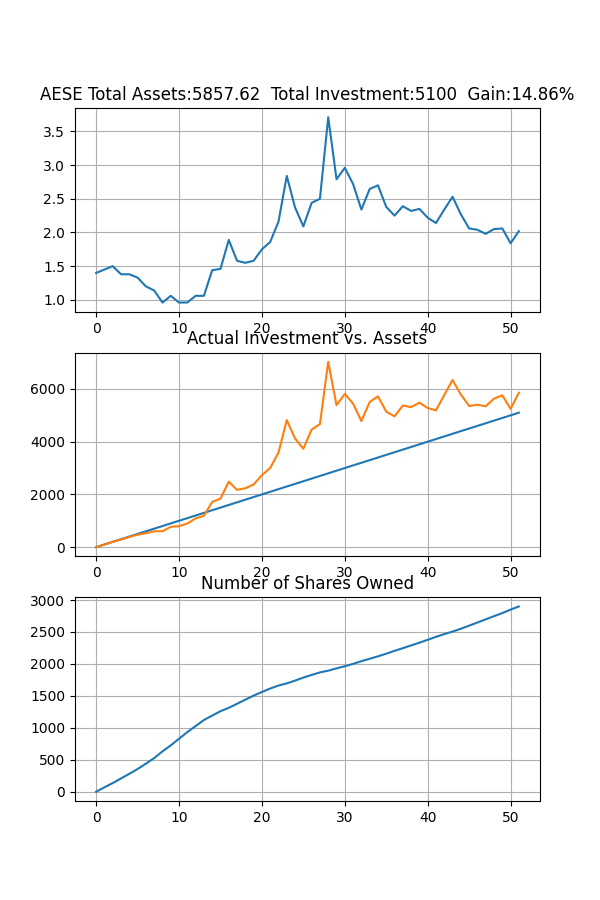 AESE Total Assets:5857.62  Total Investment:5100  Gain:14.86%
3.5
3.0
2.5
2.0
1.5
1.0
0 10 20 30 40 50
Actual Investment vs. Assets
6000
4000
2000
0
0 10 20 30 40 50
Number of Shares Owned
3000
2500
2000
1500
1000
500
0
0 10 20 30 40 50